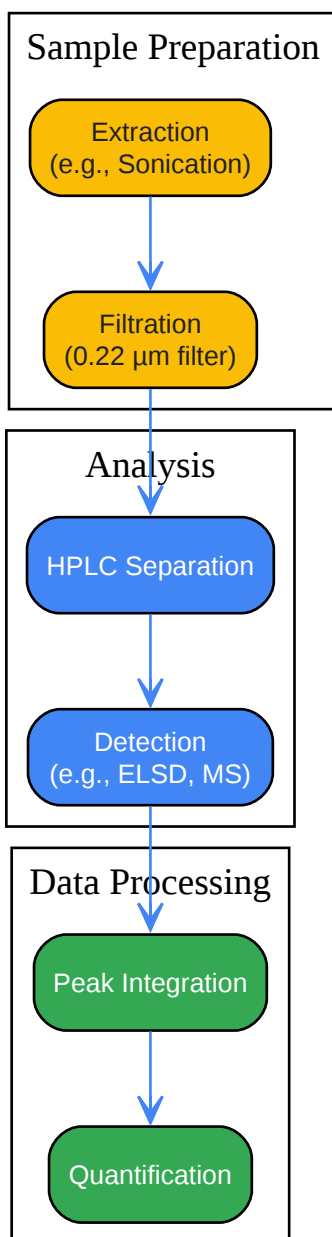 Sample Preparation
Extraction
(e.g., Sonication)
Filtration
(0.22 µm filter)
Analysis
HPLC Separation
Detection
(e.g., ELSD, MS)
Data Processing
Peak Integration
Quantification